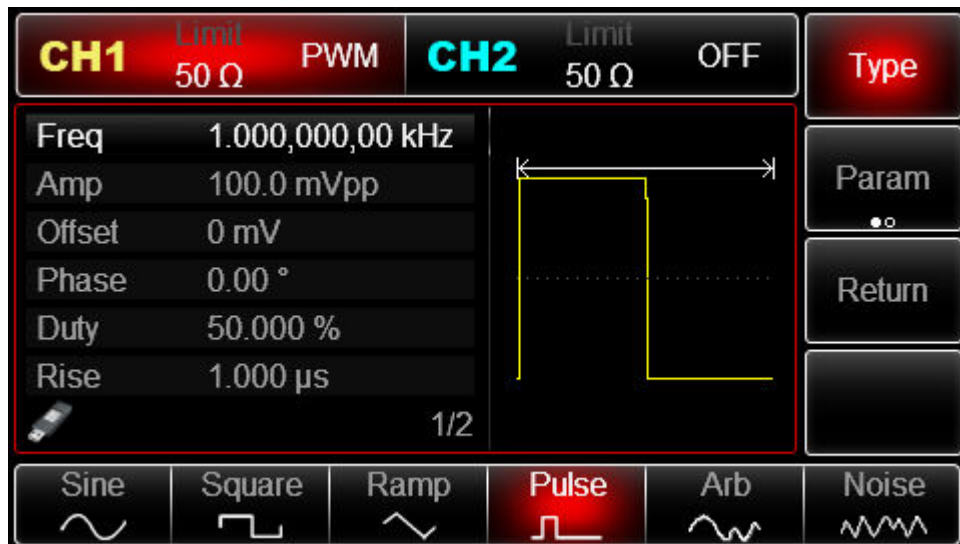 CH1 Limit 50 Ω PWM CH2 Limit 50 Ω OFF Type
Freq 1.000,000,00 kHz
Amp 100.0 mVpp
Offset 0 mV
Phase 0.00 °
Duty 50.000 %
Rise 1.000 µs
1/2
Param
Return
Sine Square Ramp Pulse Arb Noise